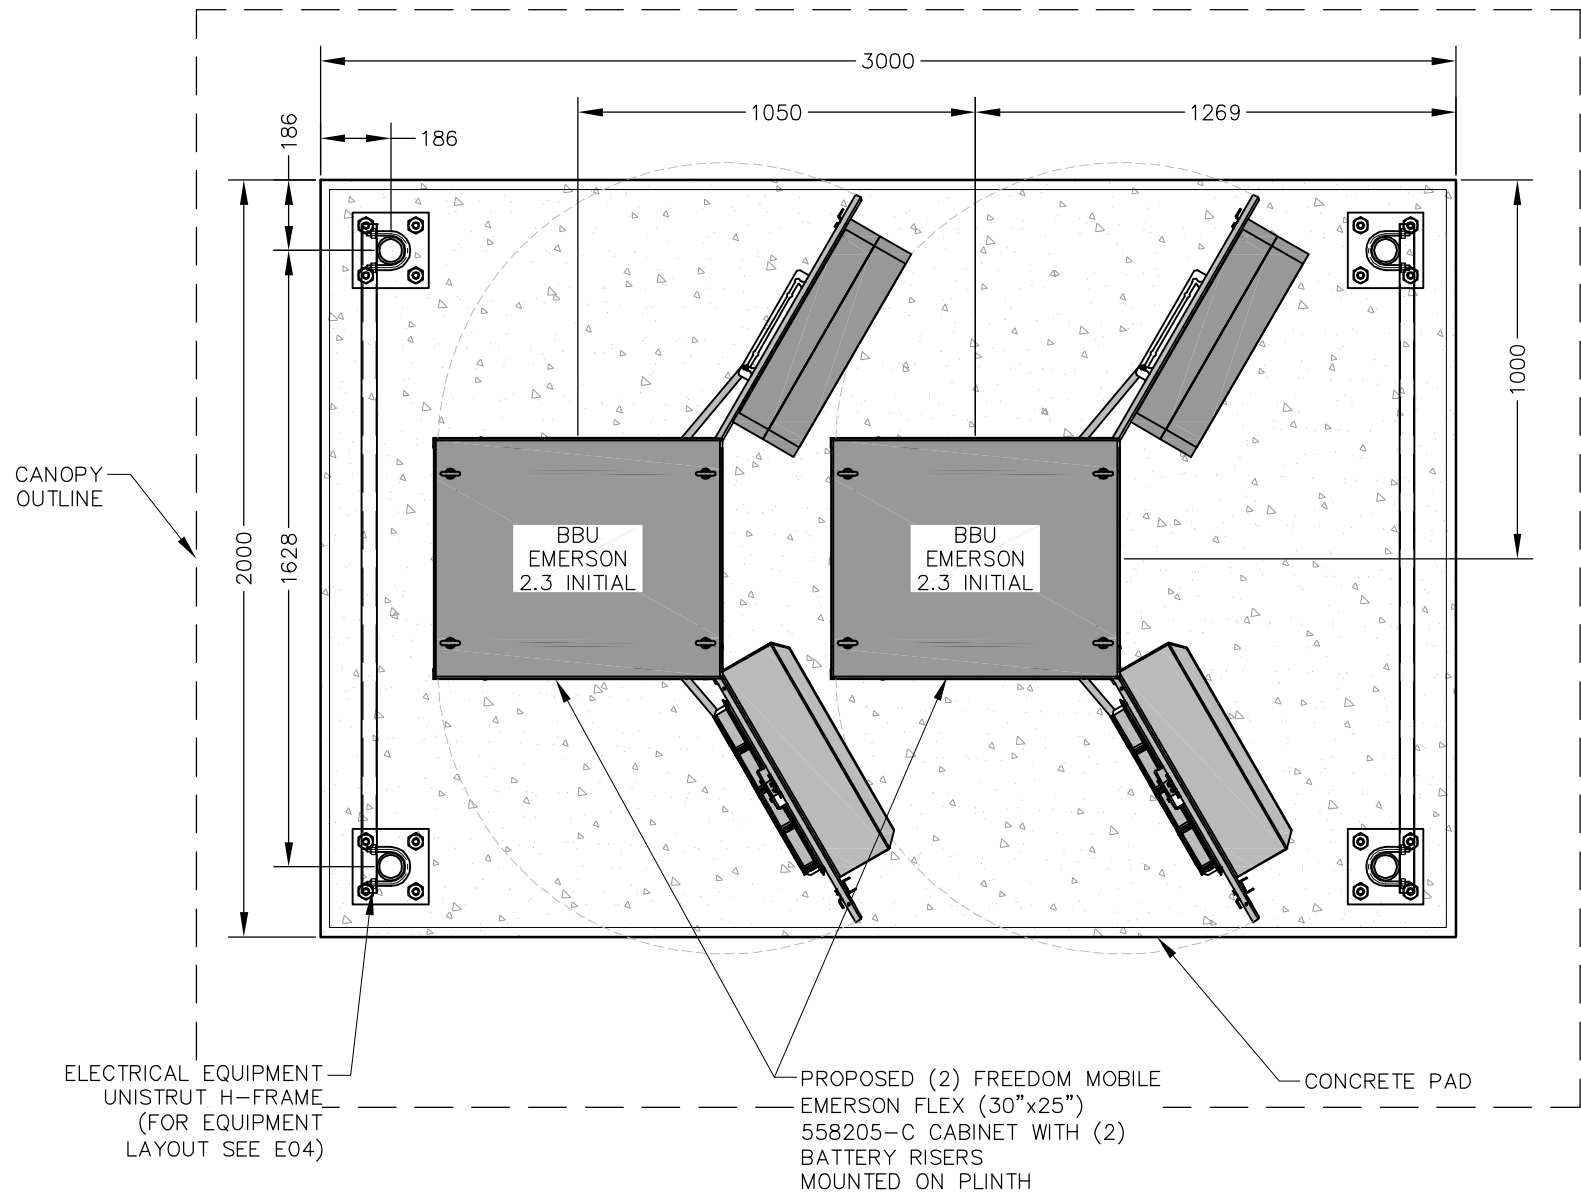 3000
1050
1269
186
186
1000
CANOPY
OUTLINE
2000
1628
BBU
EMERSON
2.3 INITIAL
BBU
EMERSON
2.3 INITIAL
ELECTRICAL EQUIPMENT
UNISTRUT H-FRAME
(FOR EQUIPMENT
LAYOUT SEE E04)
PROPOSED (2) FREEDOM MOBILE
EMERSON FLEX (30"x25")
558205-C CABINET WITH (2)
BATTERY RISERS
MOUNTED ON PLINTH
CONCRETE PAD